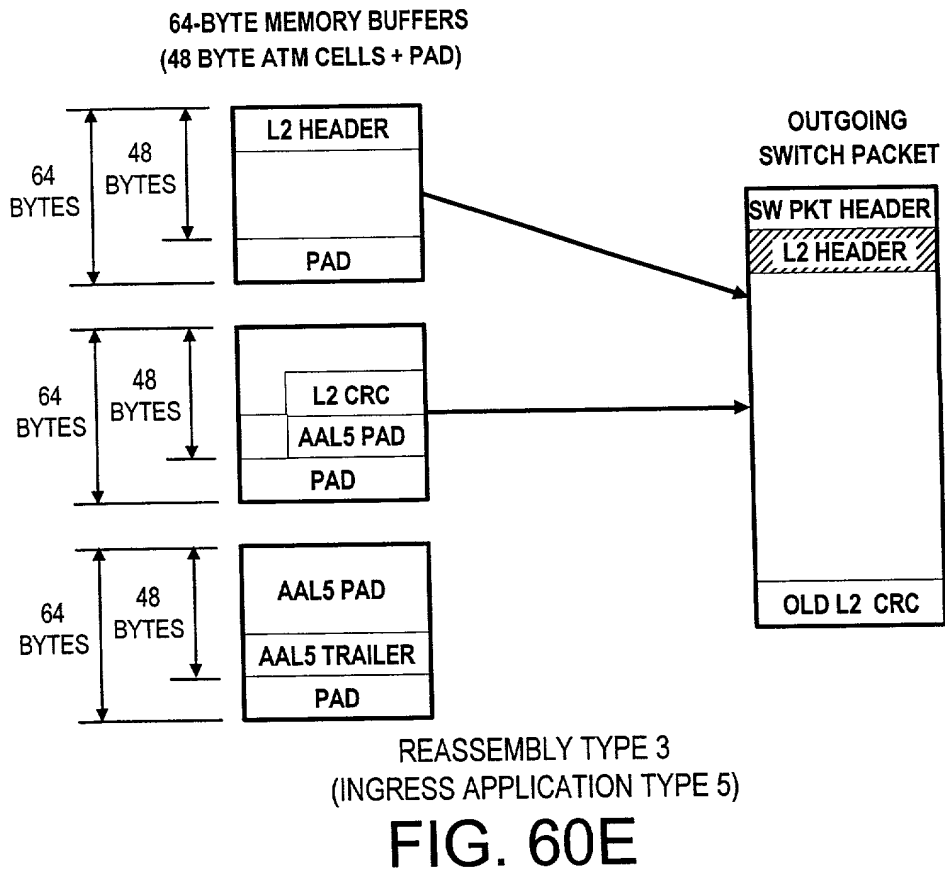 64-BYTE MEMORY BUFFERS
(48 BYTE ATM CELLS + PAD)
64
BYTES
48
BYTES
L2 HEADER
PAD
64
BYTES
48
BYTES
L2 CRC
AAL5 PAD
PAD
64
BYTES
48
BYTES
AAL5 PAD
AAL5 TRAILER
PAD
OUTGOING
SWITCH PACKET
SW PKT HEADER
L2 HEADER
OLD L2 CRC
REASSEMBLY TYPE 3
(INGRESS APPLICATION TYPE 5)
FIG. 60E